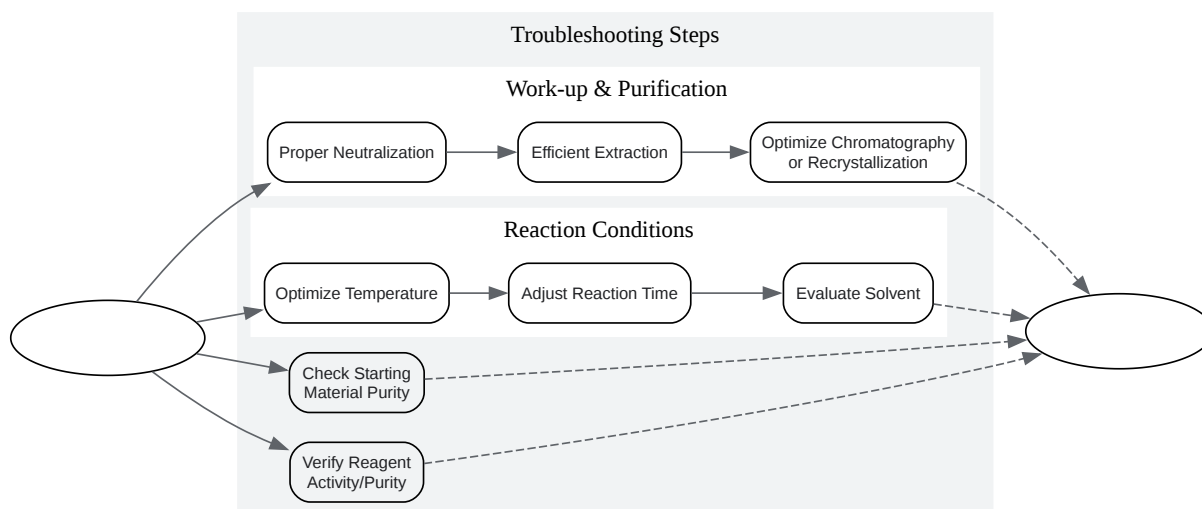 Troubleshooting Steps
Work-up & Purification
Proper Neutralization
Efficient Extraction
Optimize Chromatography
or Recrystallization
Reaction Conditions
Optimize Temperature
Adjust Reaction Time
Evaluate Solvent
Check Starting
Material Purity
Verify Reagent
Activity/Purity